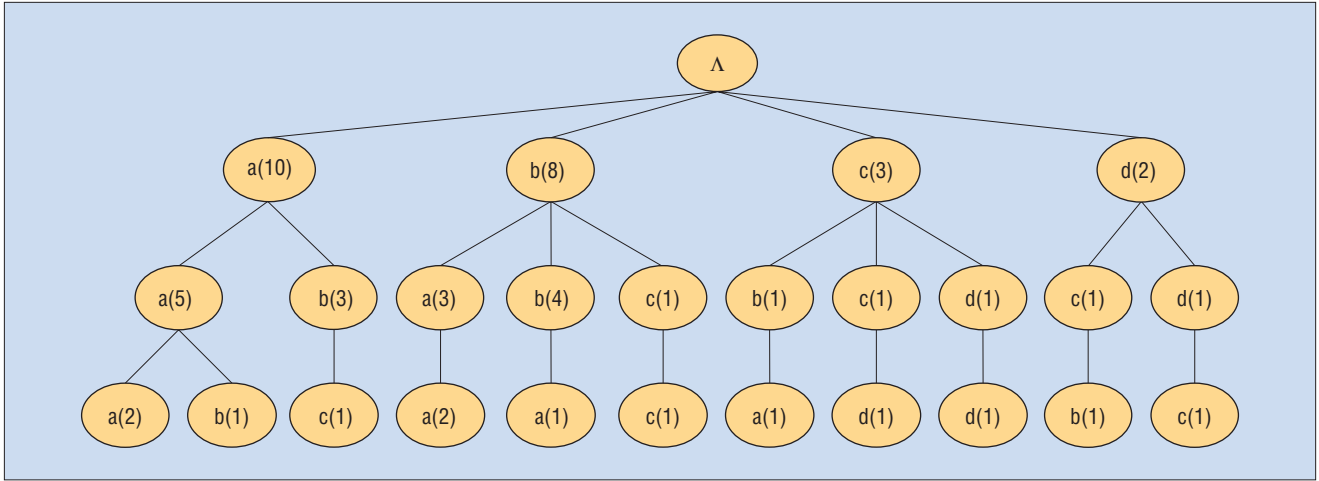 Λ
a(10) b(8) c(3) d(2)
a(5) b(3) a(3) b(4) c(1) b(1) c(1) d(1) c(1) d(1)
a(2) b(1) c(1) a(2) a(1) c(1) a(1) d(1) d(1) b(1) c(1)